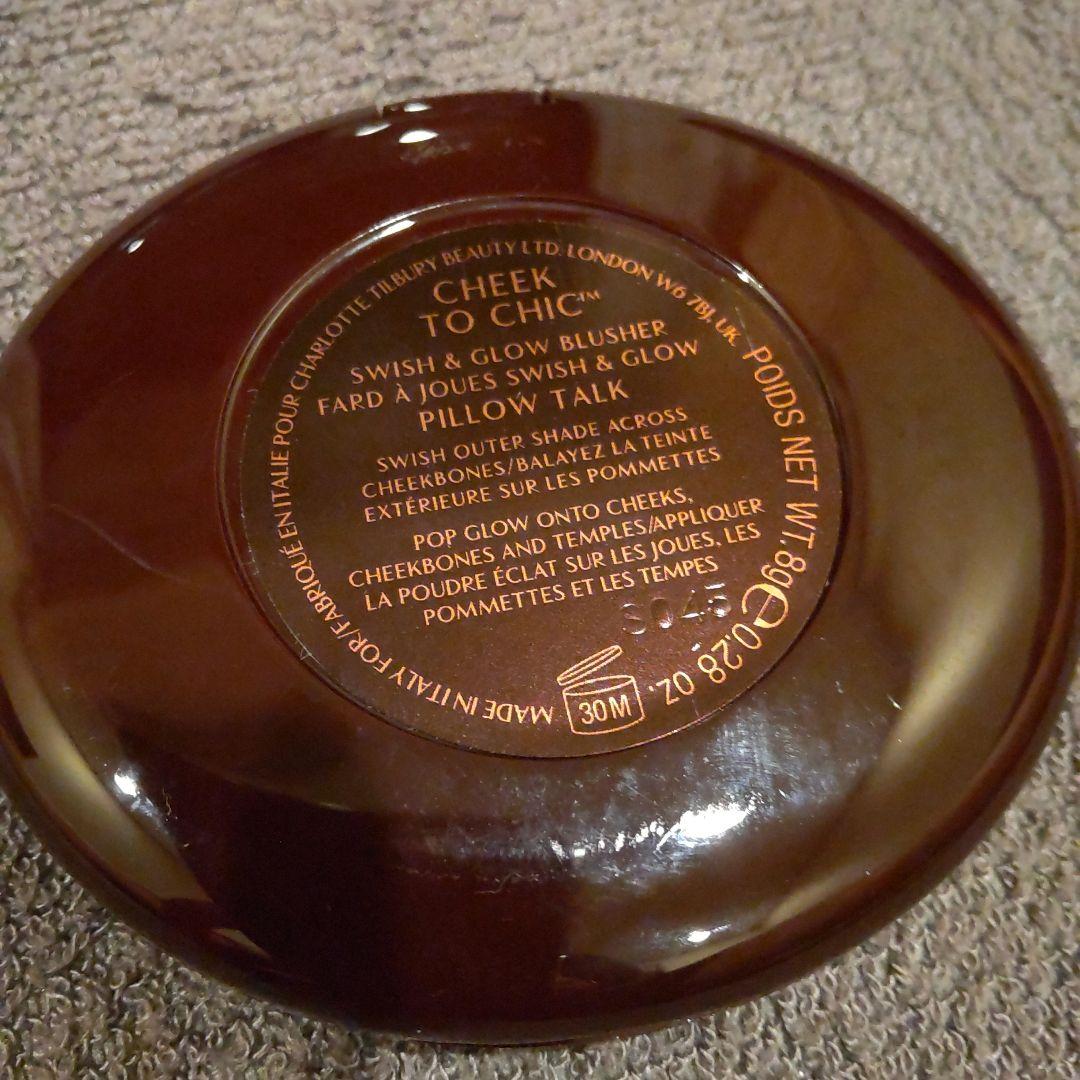 MADE IN ITALY FOR/FABRIQUÉ EN ITALIE POUR CHARLOTTE TILBURY BEAUTY LTD. LONDON W6 7BJ, UK.
CHEEK
TO CHIC™
SWISH & GLOW BLUSHER
FARD À JOUES SWISH & GLOW
PILLOW TALK
SWISH OUTER SHADE ACROSS
CHEEKBONES/BALAYEZ LA TEINTE
EXTÉRIEURE SUR LES POMMETTES
POP GLOW ONTO CHEEKS,
CHEEKBONES AND TEMPLES/APPLIQUER
LA POUDRE ÉCLAT SUR LES JOUES, LES
POMMETTES ET LES TEMPES
S045
30M
POIDS NET WT. 8g e 0.28 OZ.